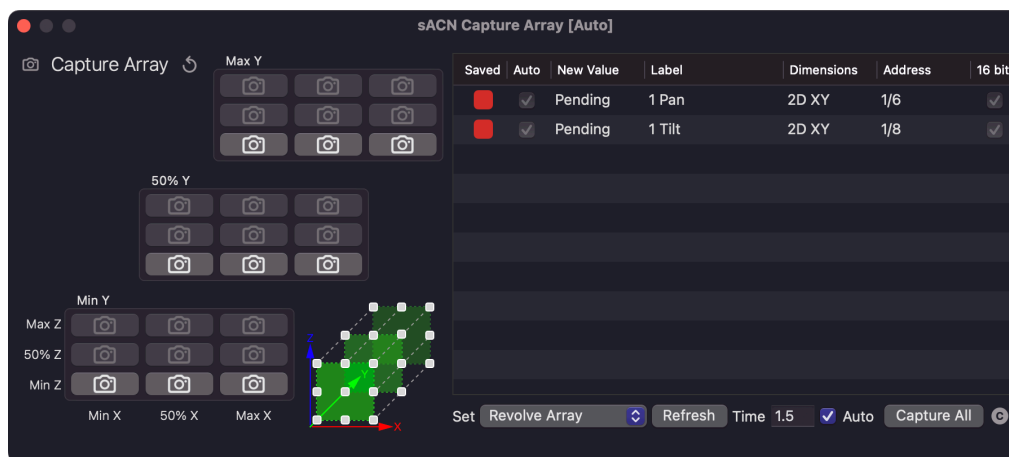 sACN Capture Array [Auto]
Capture Array
Max Y
50% Y
Min Y
Max Z
50% Z
Min Z
Min X 50% X Max X
Z
Y
X
Saved Auto New Value Label Dimensions Address 16 bit
Pending 1 Pan 2D XY 1/6
Pending 1 Tilt 2D XY 1/8
Set Revolve Array Refresh Time 1.5 Auto Capture All C